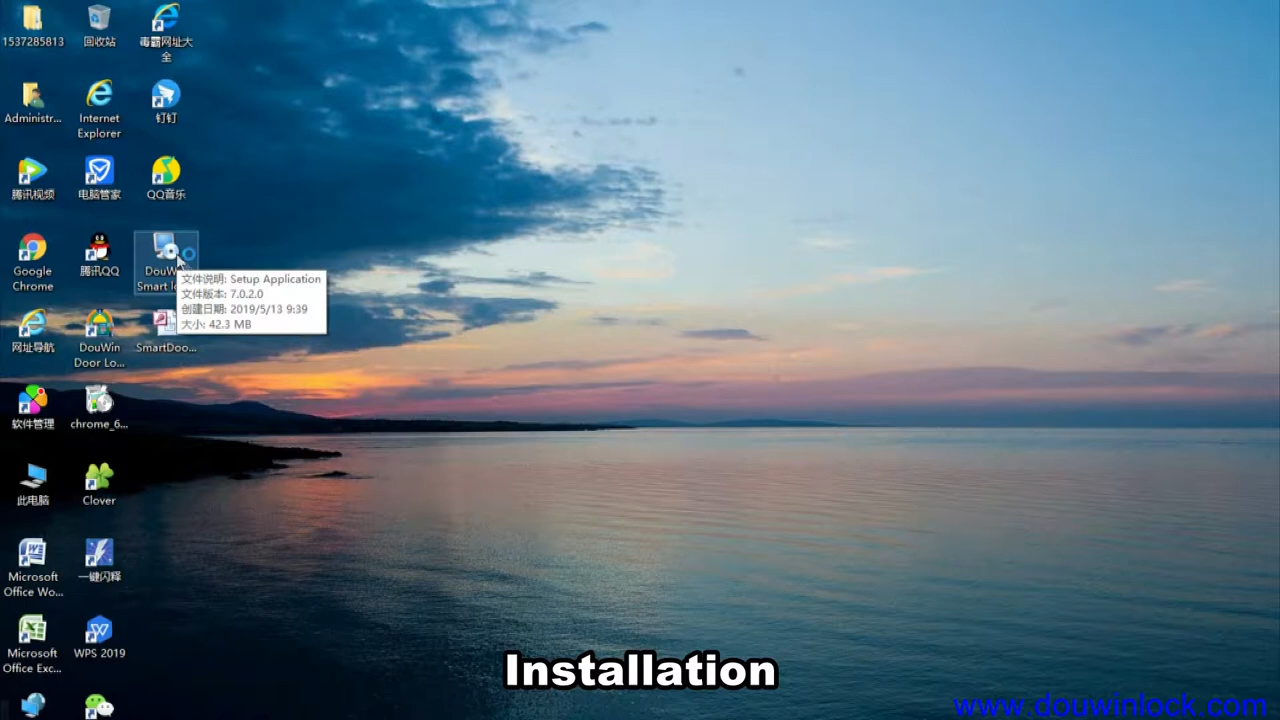 1537285813
回收站
毒霸网址大
全
Administr...
Internet
Explorer
钉钉
腾讯视频
电脑管家
QQ音乐
Google
Chrome
腾讯QQ
DouW
Smart lo
文件说明: Setup Application
文件版本: 7.0.2.0
创建日期: 2019/5/13 9:39
大小: 42.3 MB
网址导航
DouWin
Door Lo...
SmartDoo...
软件管理
chrome_6...
此电脑
Clover
Microsoft
Office Wo...
一键闪释
Microsoft
Office Exc...
WPS 2019
Installation
www.douwinlock.com